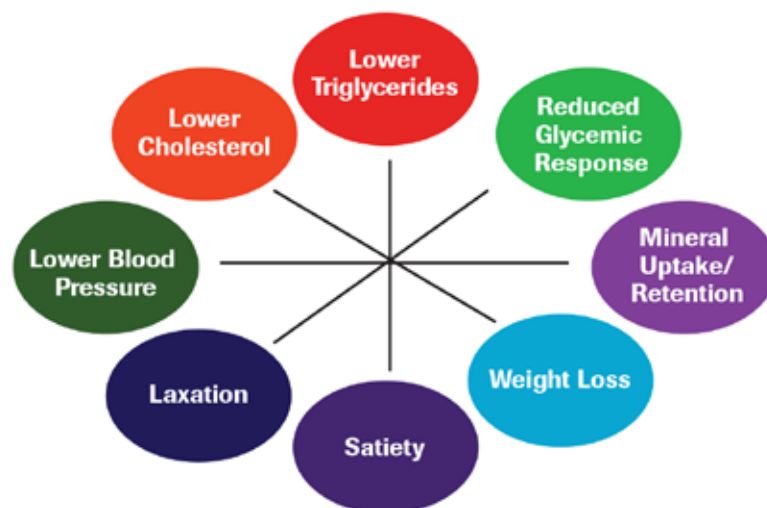 Lower
Triglycerides
Lower
Cholesterol
Reduced
Glycemic
Response
Lower Blood
Pressure
Mineral
Uptake/
Retention
Laxation
Weight Loss
Satiety